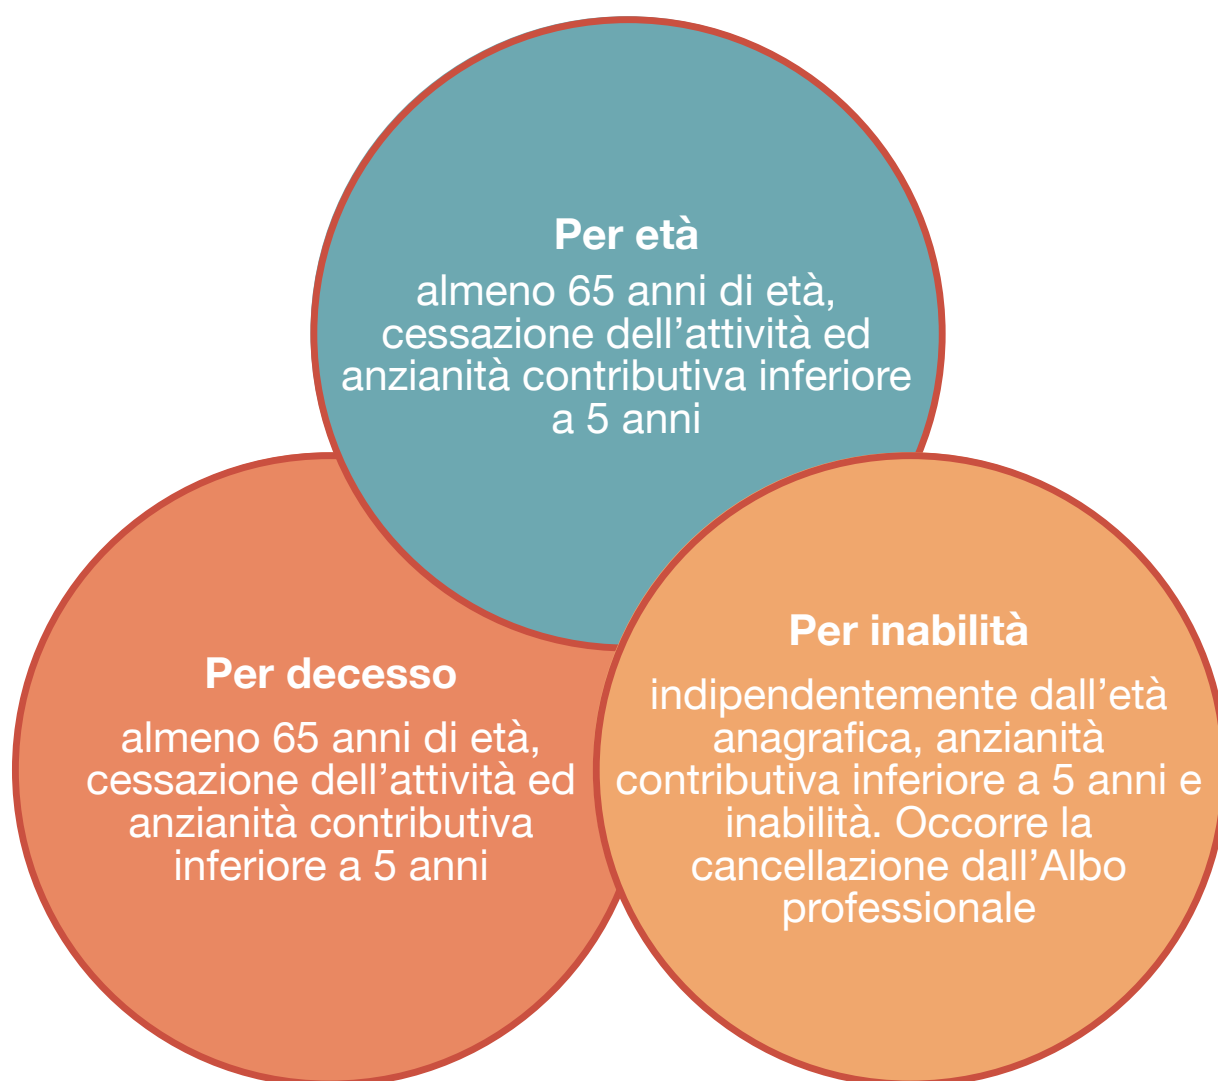 Per età
almeno 65 anni di età,
cessazione dell’attività ed
anzianità contributiva inferiore
a 5 anni
Per decesso
almeno 65 anni di età,
cessazione dell’attività ed
anzianità contributiva
inferiore a 5 anni
Per inabilità
indipendentemente dall’età
anagrafica, anzianità
contributiva inferiore a 5 anni e
inabilità. Occorre la
cancellazione dall’Albo
professionale